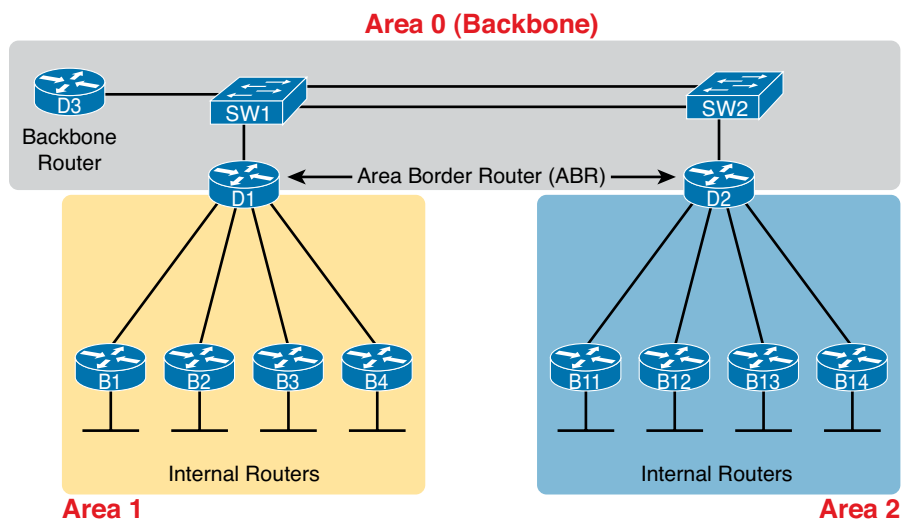 Area 0 (Backbone)
D3
SW1
SW2
Backbone
Router
Area Border Router (ABR)
D1
D2
B1
B2
B3
B4
B11
B12
B13
B14
Internal Routers
Internal Routers
Area 1
Area 2